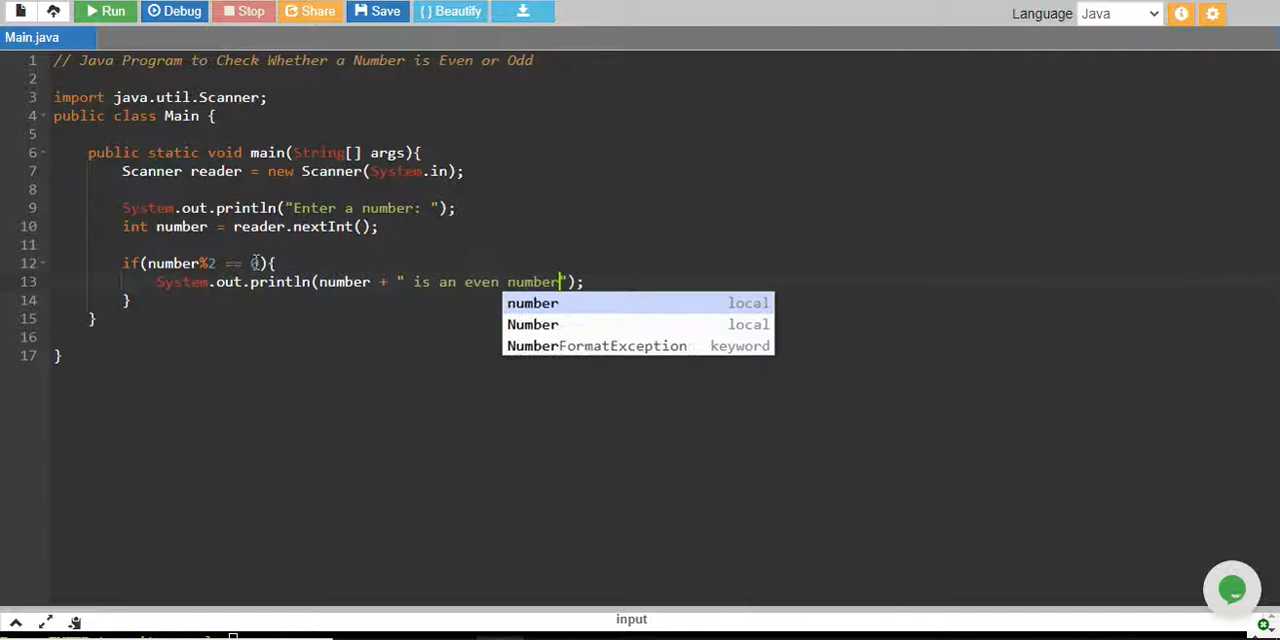 Run Debug Stop Share Save { } Beautify Language Java
Main.java
1 // Java Program to Check Whether a Number is Even or Odd
2
3 import java.util.Scanner;
4 public class Main {
5
6 public static void main(String[] args){
7 Scanner reader = new Scanner(System.in);
8
9 System.out.println("Enter a number: ");
10 int number = reader.nextInt();
11
12 if(number%2 == 0){
13 System.out.println(number + " is an even number");
14 }
number local
15 }
Number local
16
NumberFormatException keyword
17 }
input